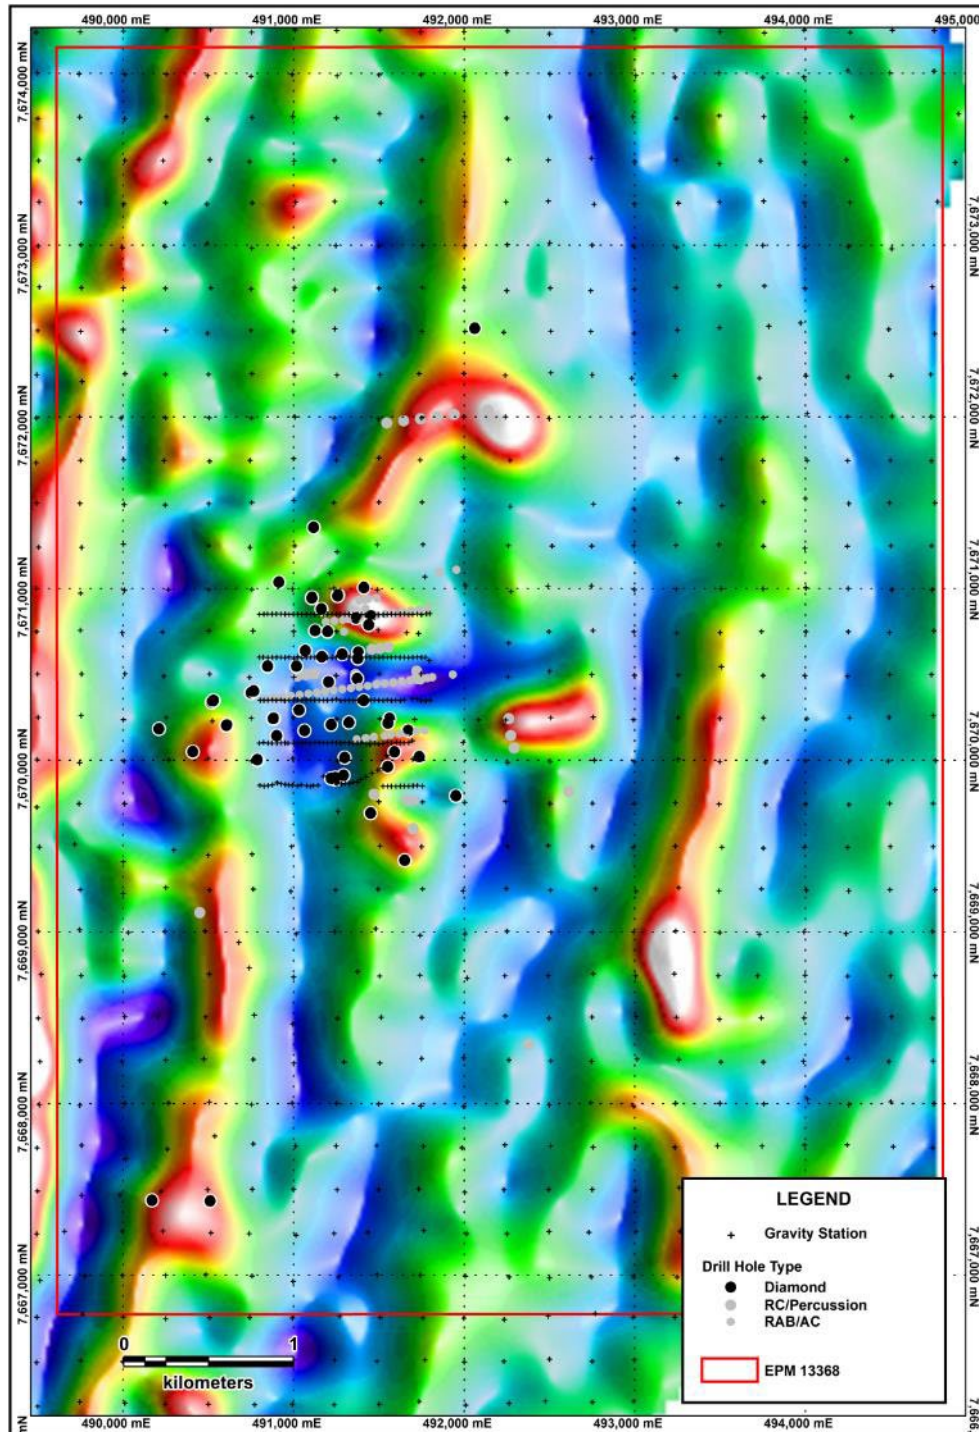 490,000 mE 491,000 mE 492,000 mE 493,000 mE 494,000 mE 495,000
7,674,000 mN
7,673,000 mN
7,673,000 mN
7,672,000 mN
7,672,000 mN
7,671,000 mN
7,671,000 mN
7,670,000 mN
7,670,000 mN
7,669,000 mN
7,669,000 mN
7,668,000 mN
7,668,000 mN
7,667,000 mN
7,667,000 mN
LEGEND
+ Gravity Station
Drill Hole Type
Diamond
RC/Percussion
RAB/AC
EPM 13368
0 1
kilometers
mN
490,000 mE 491,000 mE 492,000 mE 493,000 mE 494,000 mE